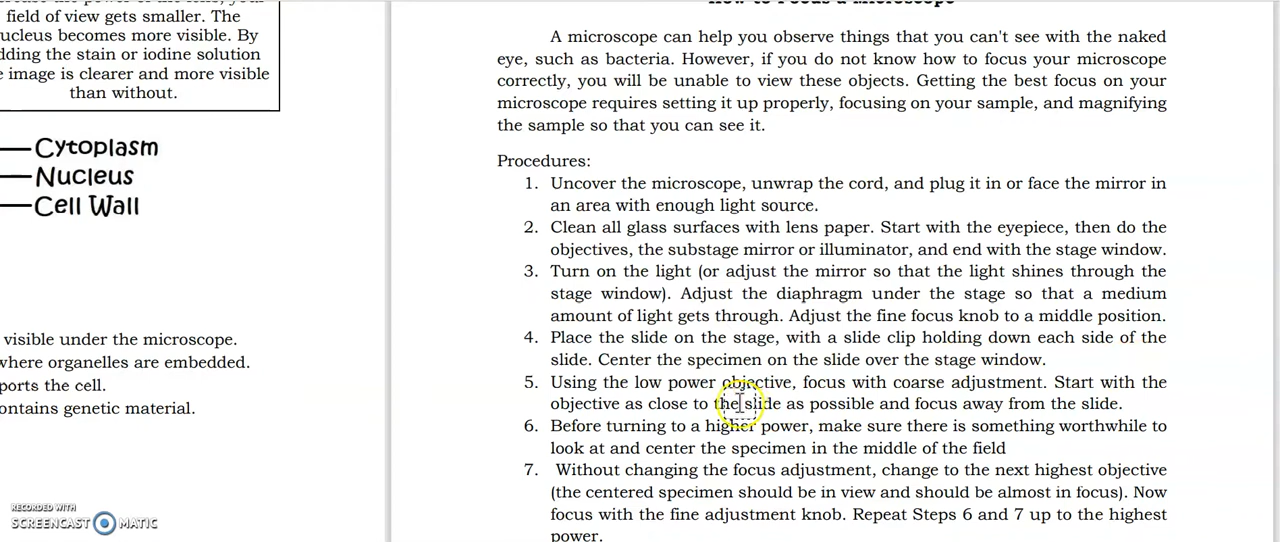 field of view gets smaller. The
ucleus becomes more visible. By
dding the stain or iodine solution
e image is clearer and more visible
than without.
Cytoplasm
Nucleus
Cell Wall
visible under the microscope.
where organelles are embedded.
ports the cell.
ontains genetic material.
RECORDED WITH
SCREENCAST MATIC
How to Focus a Microscope
A microscope can help you observe things that you can't see with the naked
eye, such as bacteria. However, if you do not know how to focus your microscope
correctly, you will be unable to view these objects. Getting the best focus on your
microscope requires setting it up properly, focusing on your sample, and magnifying
the sample so that you can see it.
Procedures:
1. Uncover the microscope, unwrap the cord, and plug it in or face the mirror in
an area with enough light source.
2. Clean all glass surfaces with lens paper. Start with the eyepiece, then do the
objectives, the substage mirror or illuminator, and end with the stage window.
3. Turn on the light (or adjust the mirror so that the light shines through the
stage window). Adjust the diaphragm under the stage so that a medium
amount of light gets through. Adjust the fine focus knob to a middle position.
4. Place the slide on the stage, with a slide clip holding down each side of the
slide. Center the specimen on the slide over the stage window.
5. Using the low power objective, focus with coarse adjustment. Start with the
objective as close to the slide as possible and focus away from the slide.
6. Before turning to a higher power, make sure there is something worthwhile to
look at and center the specimen in the middle of the field
7. Without changing the focus adjustment, change to the next highest objective
(the centered specimen should be in view and should be almost in focus). Now
focus with the fine adjustment knob. Repeat Steps 6 and 7 up to the highest
power.